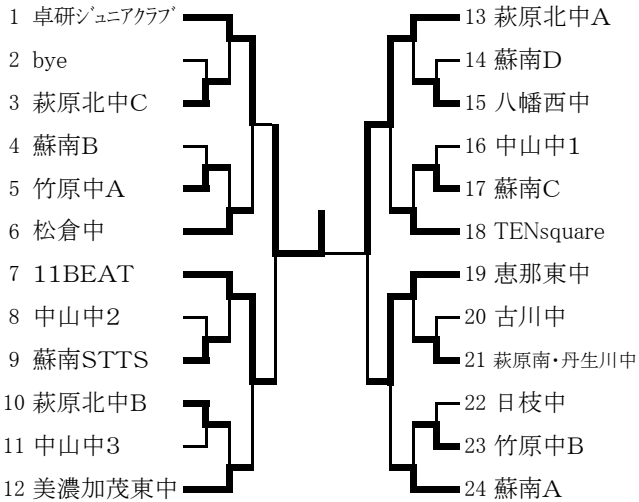 1 卓研ジュニアクラブ
2 bye
3 萩原北中C
4 蘇南B
5 竹原中A
6 松倉中
7 11BEAT
8 中山中2
9 蘇南STTS
10 萩原北中B
11 中山中3
12 美濃加茂東中
13 萩原北中A
14 蘇南D
15 八幡西中
16 中山中1
17 蘇南C
18 TENsquare
19 恵那東中
20 古川中
21 萩原南・丹生川中
22 日枝中
23 竹原中B
24 蘇南A